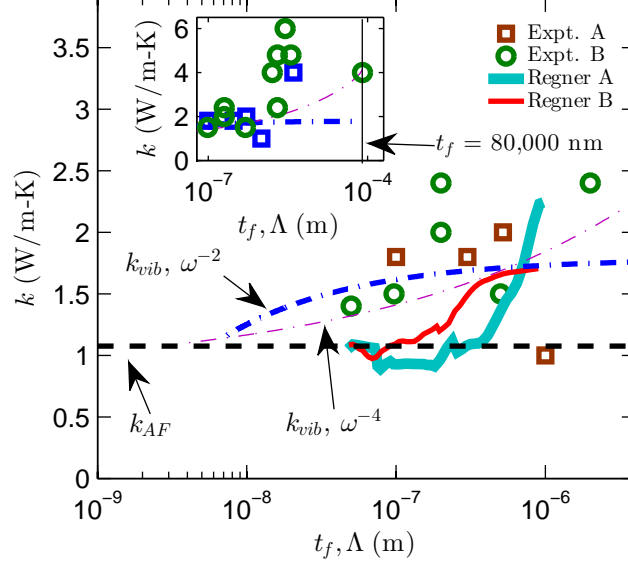 k (W/m-K)
6
4
2
0
10⁻⁷
10⁻⁴
t_f, Λ (m)
Expt. A
Expt. B
Regner A
Regner B
t_f = 80,000 nm
k (W/m-K)
3.5
3
2.5
2
1.5
1
0.5
0
k_vib, ω⁻²
k_AF
k_vib, ω⁻⁴
10⁻⁹
10⁻⁸
10⁻⁷
10⁻⁶
t_f, Λ (m)